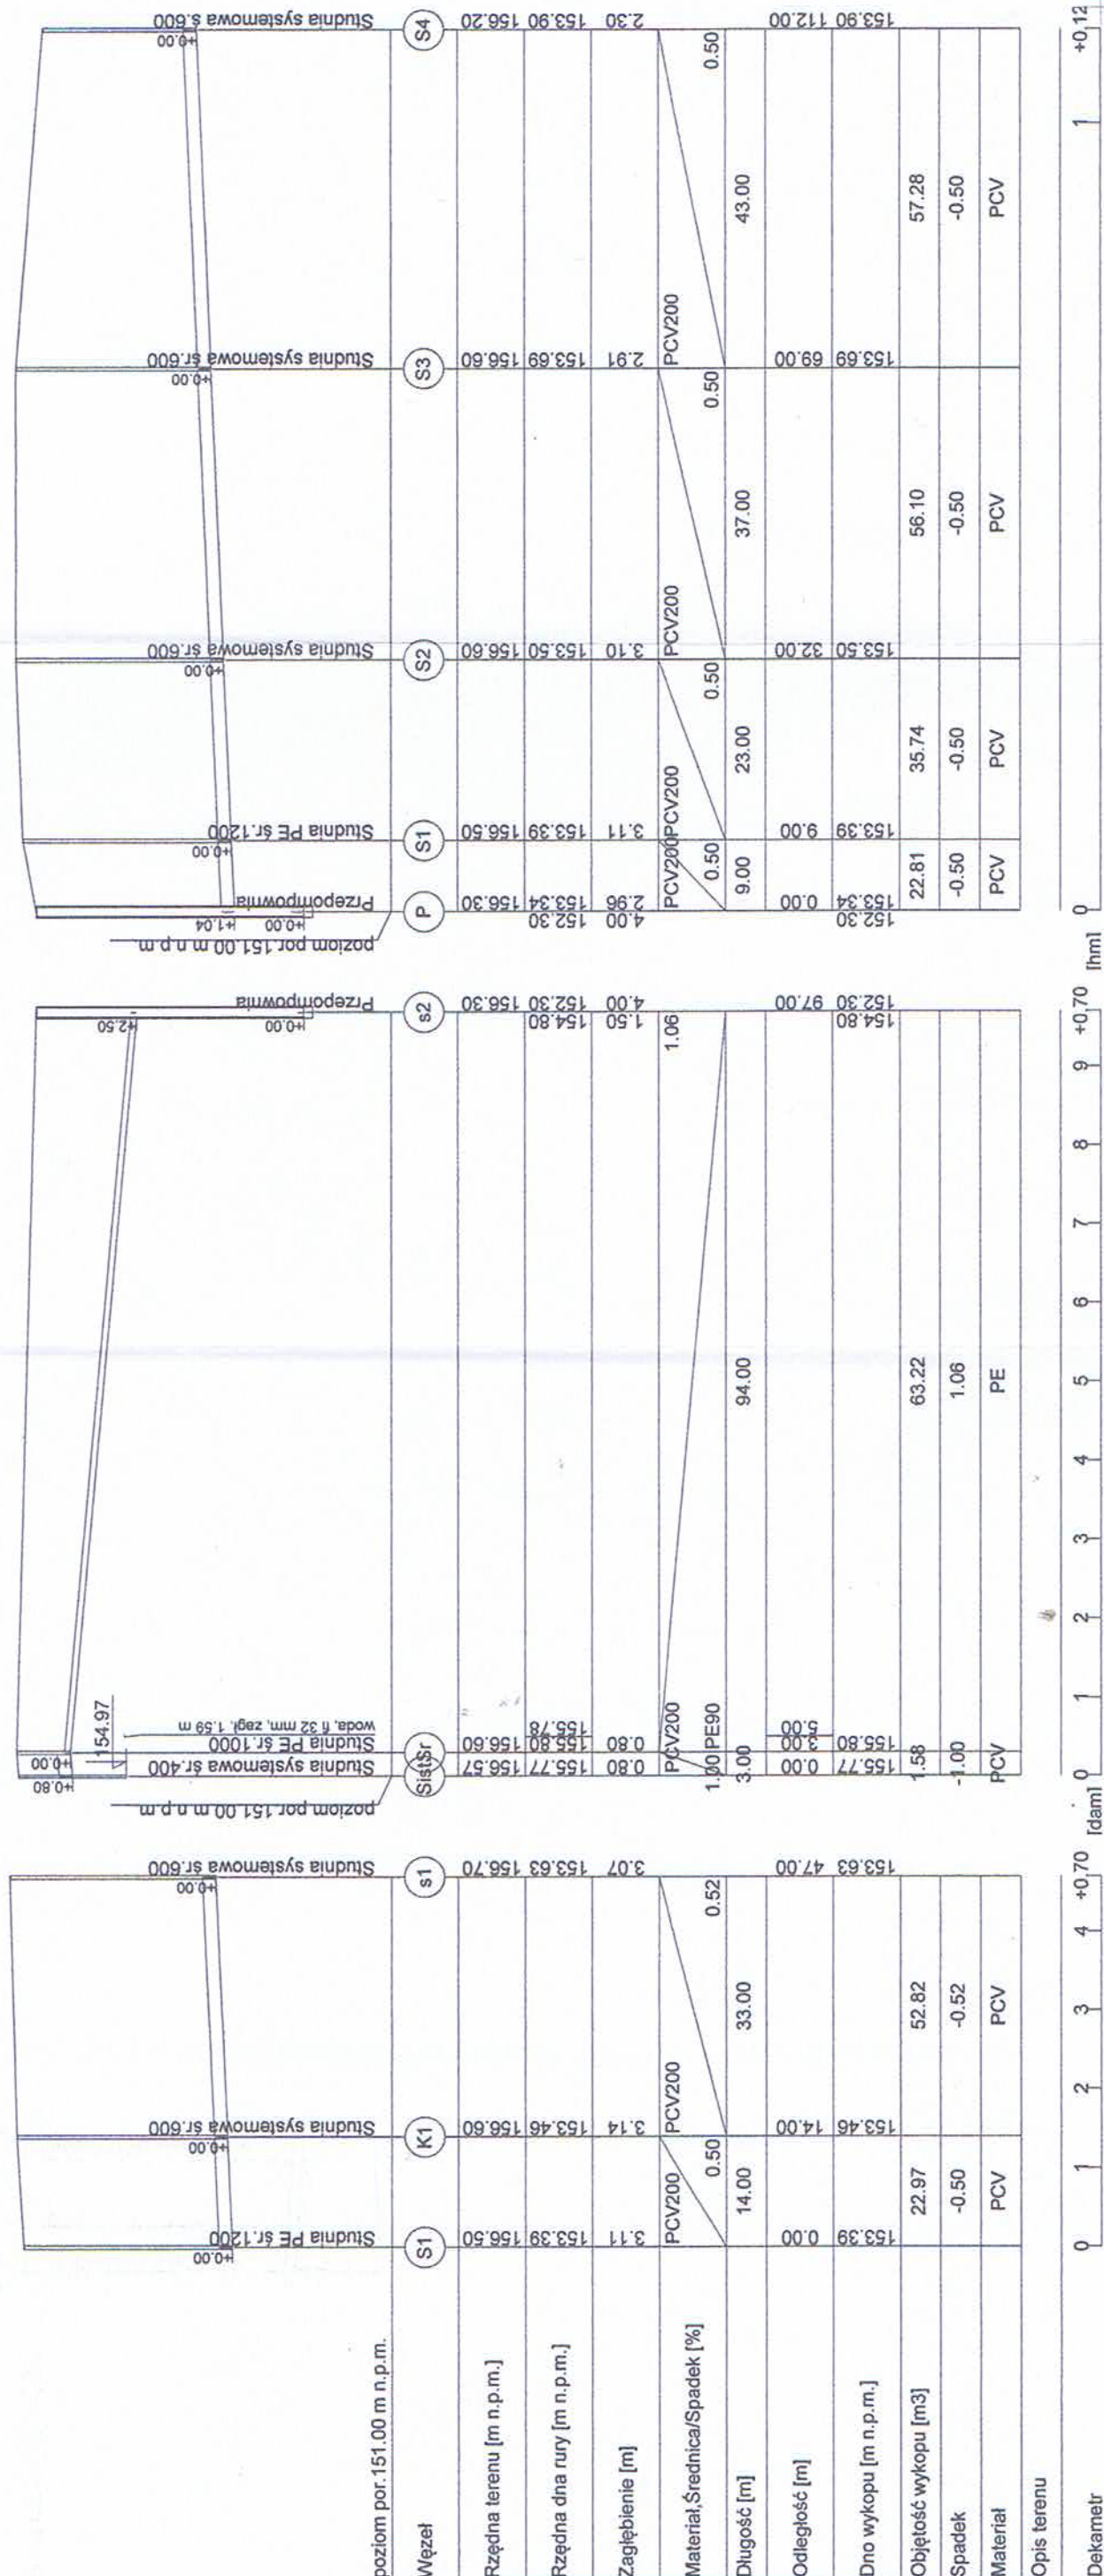 poziom por.151.00 m n.p.m.
Węzeł
Rzędna terenu [m n.p.m.]
Rzędna dna rury [m n.p.m.]
Zagłębienie [m]
Materiał,Średnica/Spadek [%]
Długość [m]
Odległość [m]
Dno wykopu [m n.p.m.]
Objętość wykopu [m3]
Spadek
Materiał
Opis terenu
Dekametr
+0.00
Studnia PE śr.1200
S1
156.50
153.39
3.11
PCV200
0.50
14.00
0.00
153.39
22.97
-0.50
PCV
+0.00
Studnia systemowa śr.600
K1
156.60
153.46
3.14
PCV200
0.52
33.00
14.00
153.46
52.82
-0.52
PCV
+0.00
Studnia systemowa śr.600
s1
156.70
153.63
3.07
47.00
153.63
0 1 2 3 4 +0,70
poziom por.151.00 m n.p.m.
[dam]
+0.80
Studnia systemowa śr.400
156.57
155.77
0.80
PCV200
1.00
3.00
0.00
155.77
1.58
-1.00
PCV
+0.00
154.97
Studnia PE śr.1000
woda, fi 32 mm, zagł. 1.59 m
156.60
155.80
155.78
0.80
PE90
1.06
94.00
3.00
5.00
155.80
63.22
1.06
PE
+2.50
+0.00
Przepompownia
s2
156.30
154.80
152.30
1.50
4.00
97.00
154.80
152.30
0 1 2 3 4 5 6 7 8 9 +0,70
poziom por.151.00 m n.p.m.
[hm]
+1.04
+0.00
Przepompownia
P
156.30
152.30
153.34
4.00
2.96
PCV200
0.50
9.00
0.00
152.30
153.34
22.81
-0.50
PCV
+0.00
Studnia PE śr.1200
S1
156.50
153.39
3.11
PCV200
0.50
23.00
9.00
153.39
35.74
-0.50
PCV
+0.00
Studnia systemowa śr.600
S2
156.60
153.50
3.10
PCV200
0.50
37.00
32.00
153.50
56.10
-0.50
PCV
+0.00
Studnia systemowa śr.600
S3
156.60
153.69
2.91
PCV200
0.50
43.00
69.00
153.69
57.28
-0.50
PCV
+0.00
Studnia systemowa s.600
S4
156.20
153.90
2.30
112.00
153.90
0 1 +0,12